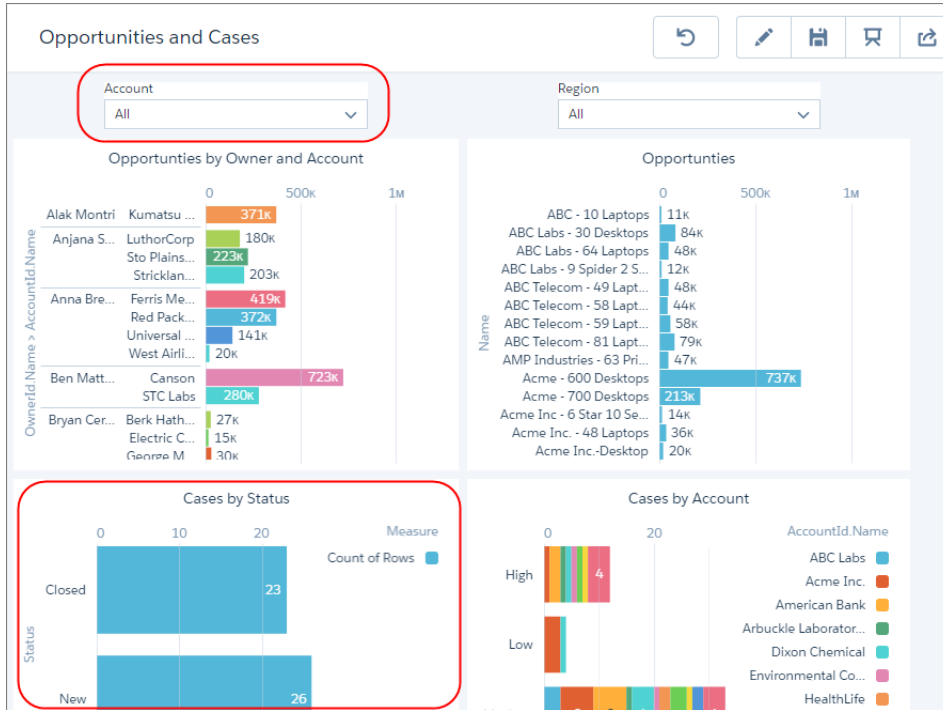 Opportunities and Cases
Account
Region
All
All
Opportunties by Owner and Account
0 500K 1M
OwnerId.Name > AccountId.Name
Alak Montri Kumatsu ... 371K
Anjana S... LuthorCorp 180K
Sto Plains... 223K
Stricklan... 203K
Anna Bre... Ferris Me... 419K
Red Pack... 372K
Universal ... 141K
West Airli... 20K
Ben Matt... Canson 723K
STC Labs 280K
Bryan Cer... Berk Hath... 27K
Electric C... 15K
George M 30K
Opportunties
0 500K 1M
Name
ABC - 10 Laptops 11K
ABC Labs - 30 Desktops 84K
ABC Labs - 64 Laptops 48K
ABC Labs - 9 Spider 2 S... 12K
ABC Telecom - 49 Lapt... 48K
ABC Telecom - 58 Lapt... 44K
ABC Telecom - 59 Lapt... 58K
ABC Telecom - 81 Lapt... 79K
AMP Industries - 63 Pri... 47K
Acme - 600 Desktops 737K
Acme - 700 Desktops 213K
Acme Inc - 6 Star 10 Se... 14K
Acme Inc. - 48 Laptops 36K
Acme Inc.-Desktop 20K
Cases by Status
0 10 20
Measure
Count of Rows
Status
Closed 23
New 26
Cases by Account
0 20
AccountId.Name
High 4
Low
ABC Labs
Acme Inc.
American Bank
Arbuckle Laborator...
Dixon Chemical
Environmental Co...
HealthLife